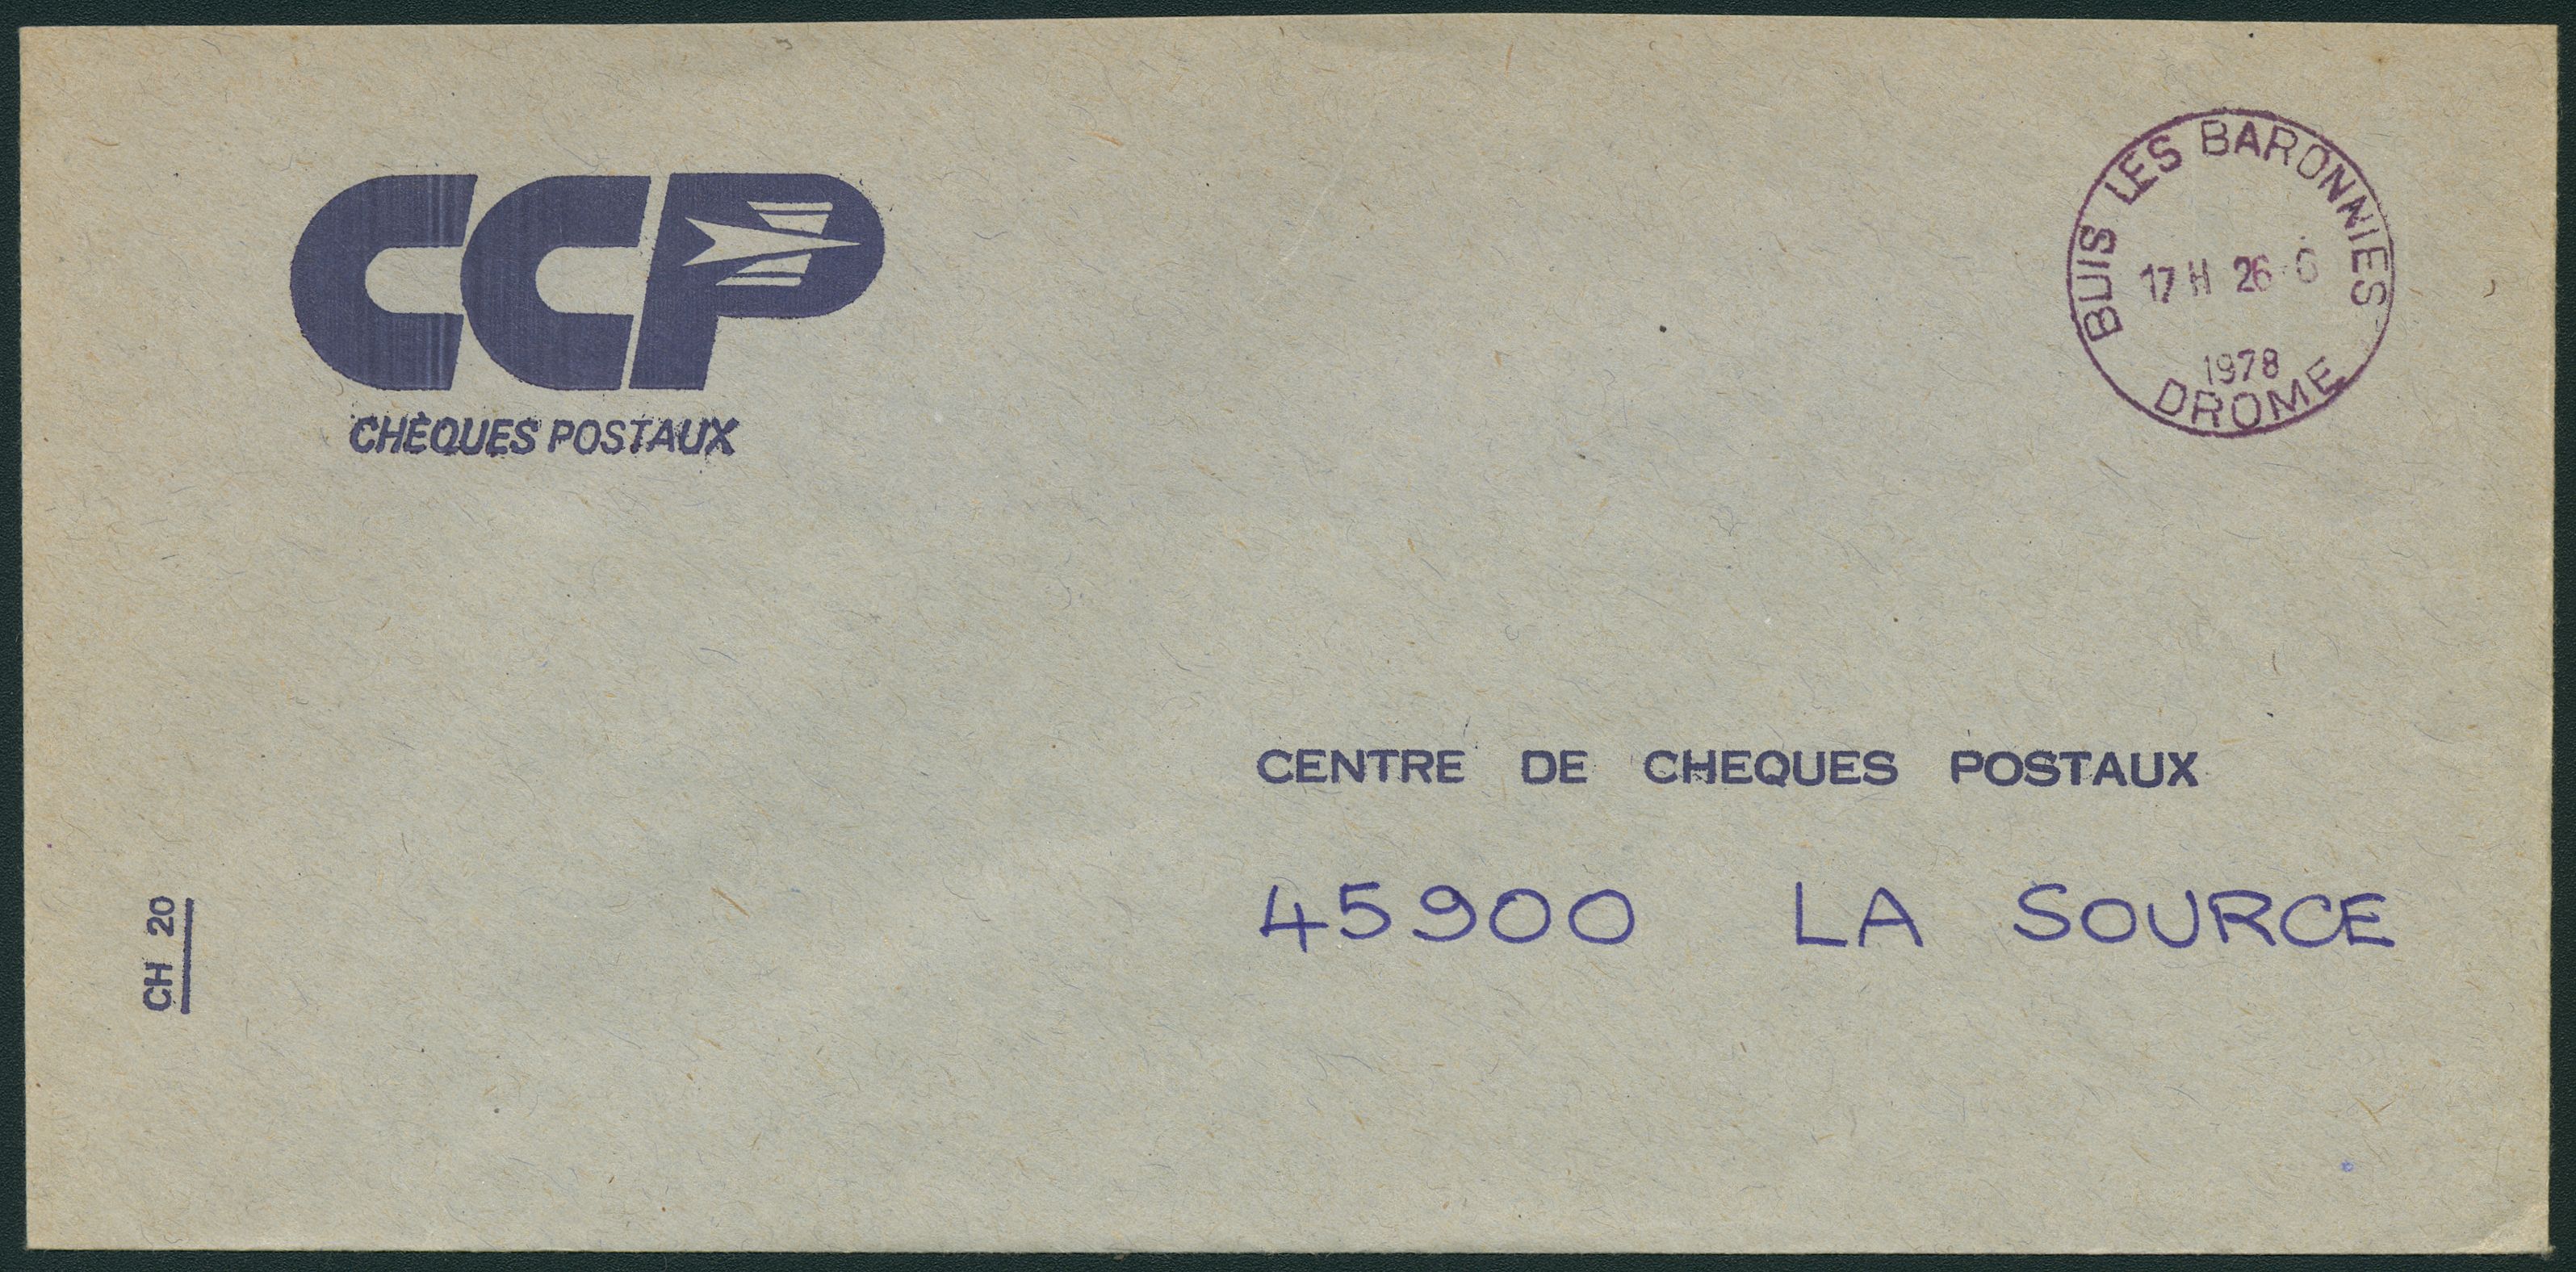 CCP
CHÈQUES POSTAUX
BUIS LES BARONNIES
17 H 26
1978
DROME
CENTRE DE CHEQUES POSTAUX
45900 LA SOURCE
CH 20